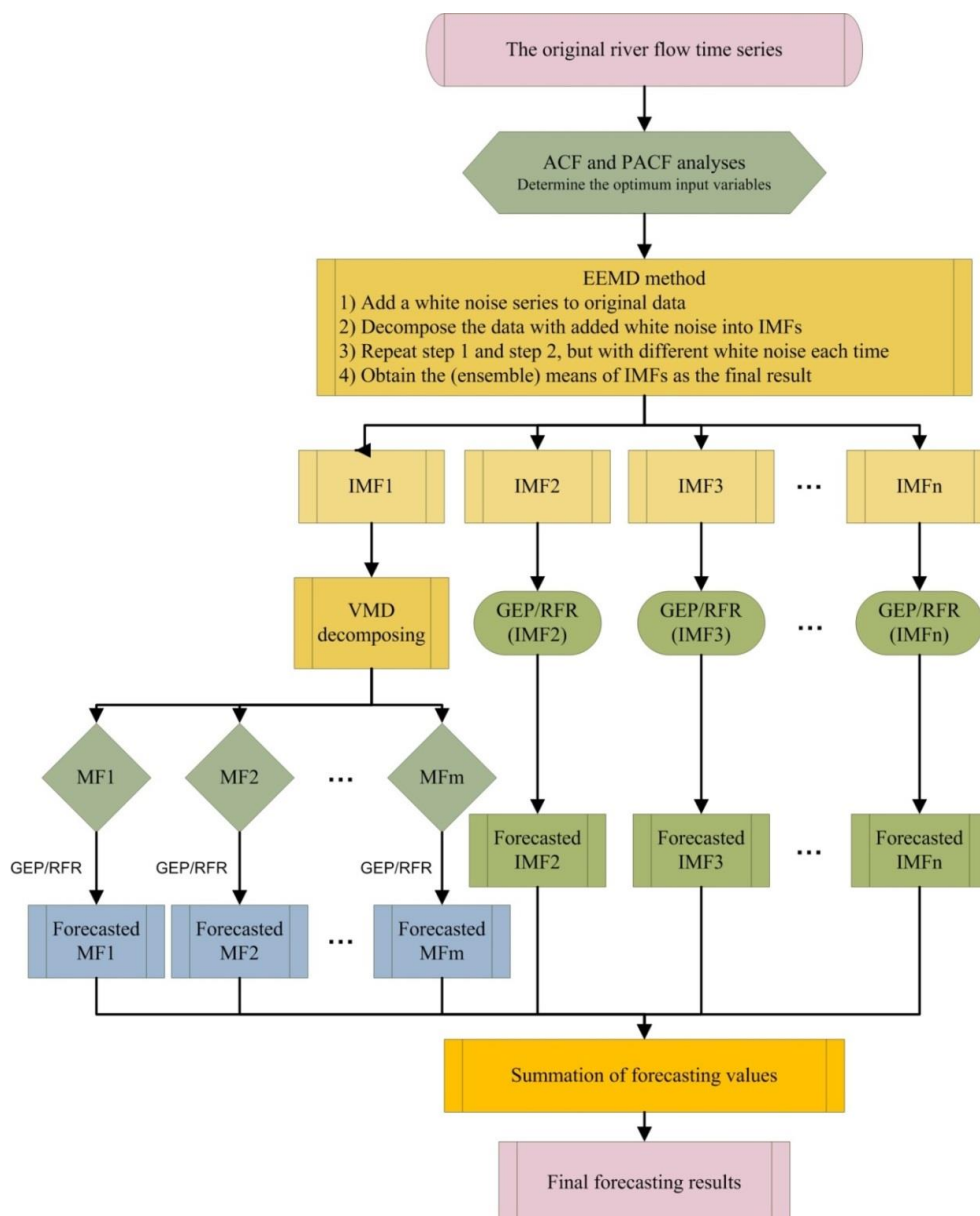 The original river flow time series
ACF and PACF analyses
Determine the optimum input variables
EEMD method
1) Add a white noise series to original data
2) Decompose the data with added white noise into IMFs
3) Repeat step 1 and step 2, but with different white noise each time
4) Obtain the (ensemble) means of IMFs as the final result
IMF1
IMF2
IMF3
...
IMFn
VMD
decomposing
GEP/RFR
(IMF2)
GEP/RFR
(IMF3)
...
GEP/RFR
(IMFn)
MF1
MF2
...
MFm
GEP/RFR
GEP/RFR
GEP/RFR
Forecasted
IMF2
Forecasted
IMF3
...
Forecasted
IMFn
Forecasted
MF1
Forecasted
MF2
...
Forecasted
MFm
Summation of forecasting values
Final forecasting results